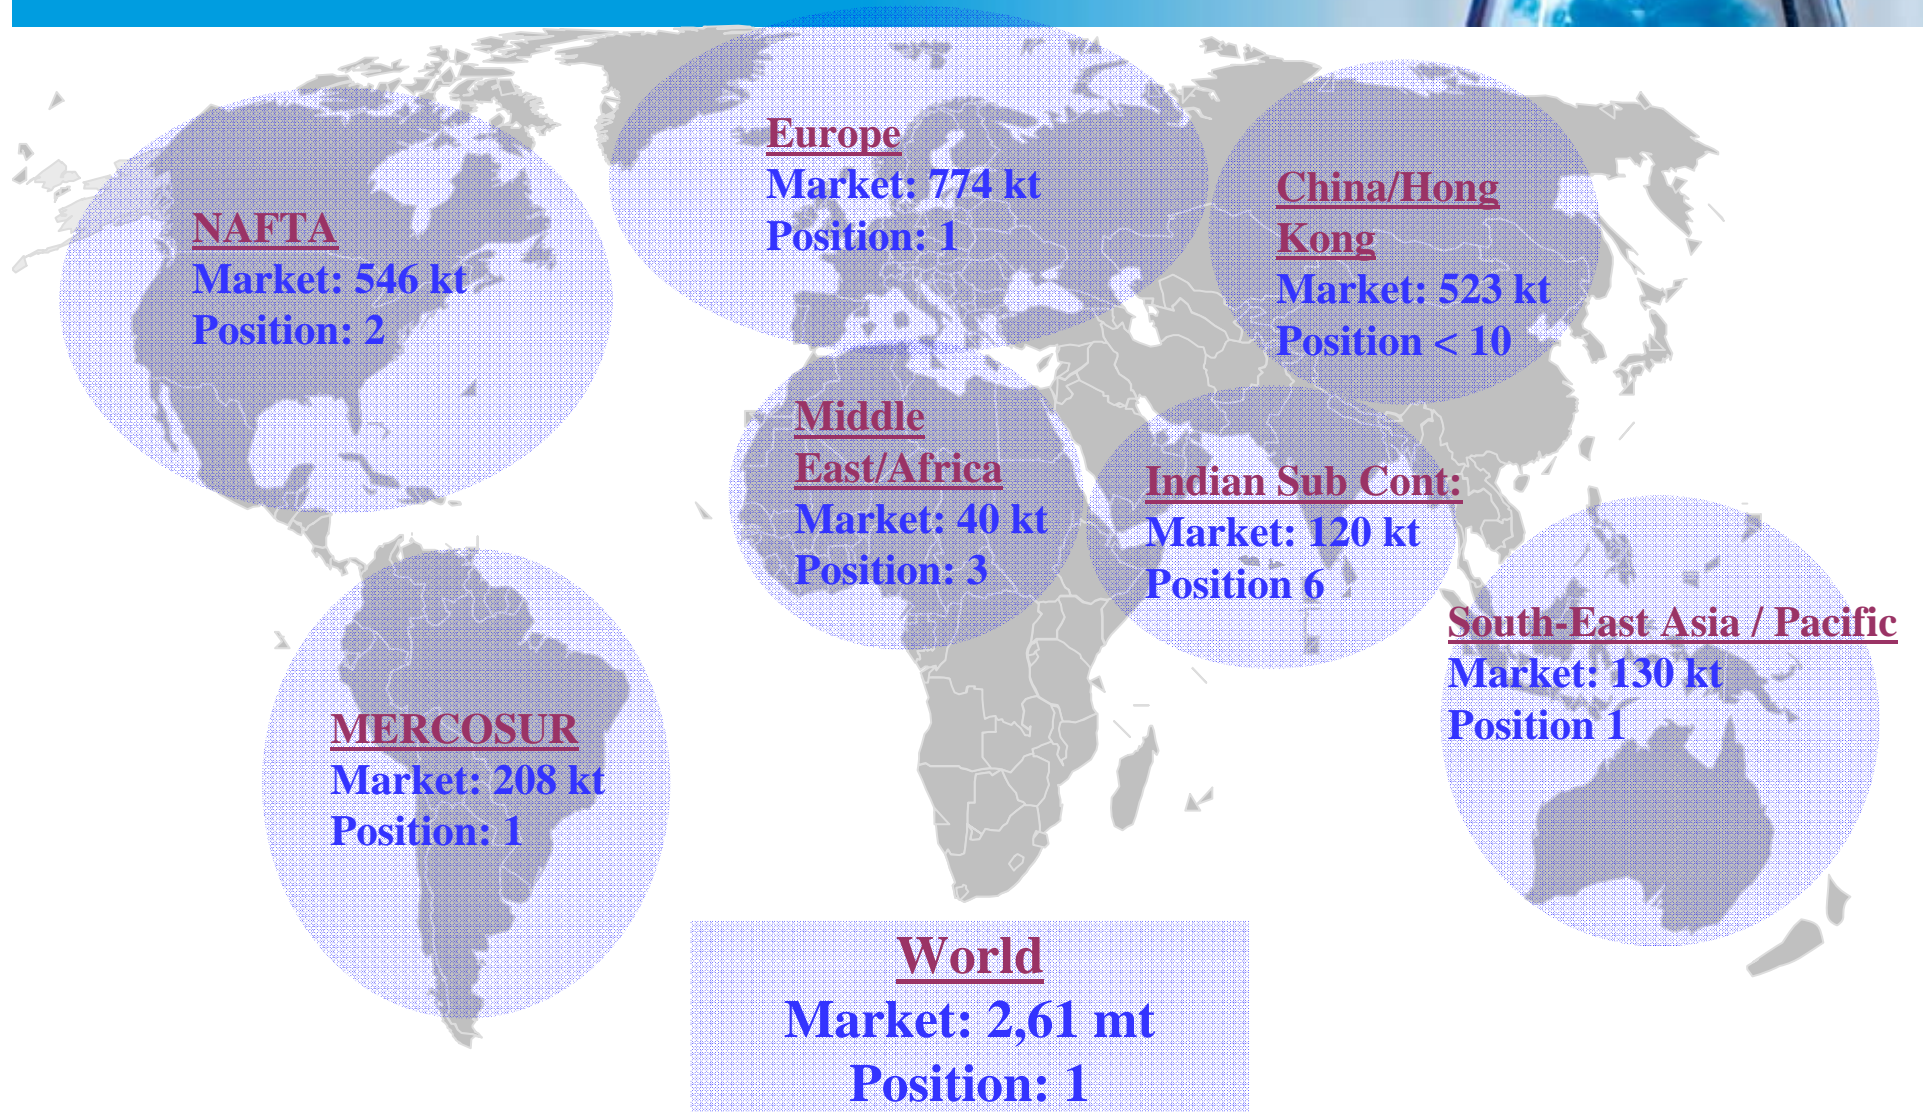 Europe
Market: 774 kt
Position: 1
China/Hong
Kong
Market: 523 kt
Position < 10
NAFTA
Market: 546 kt
Position: 2
Middle
East/Africa
Market: 40 kt
Position: 3
Indian Sub Cont:
Market: 120 kt
Position 6
South-East Asia / Pacific
Market: 130 kt
Position 1
MERCOSUR
Market: 208 kt
Position: 1
World
Market: 2,61 mt
Position: 1